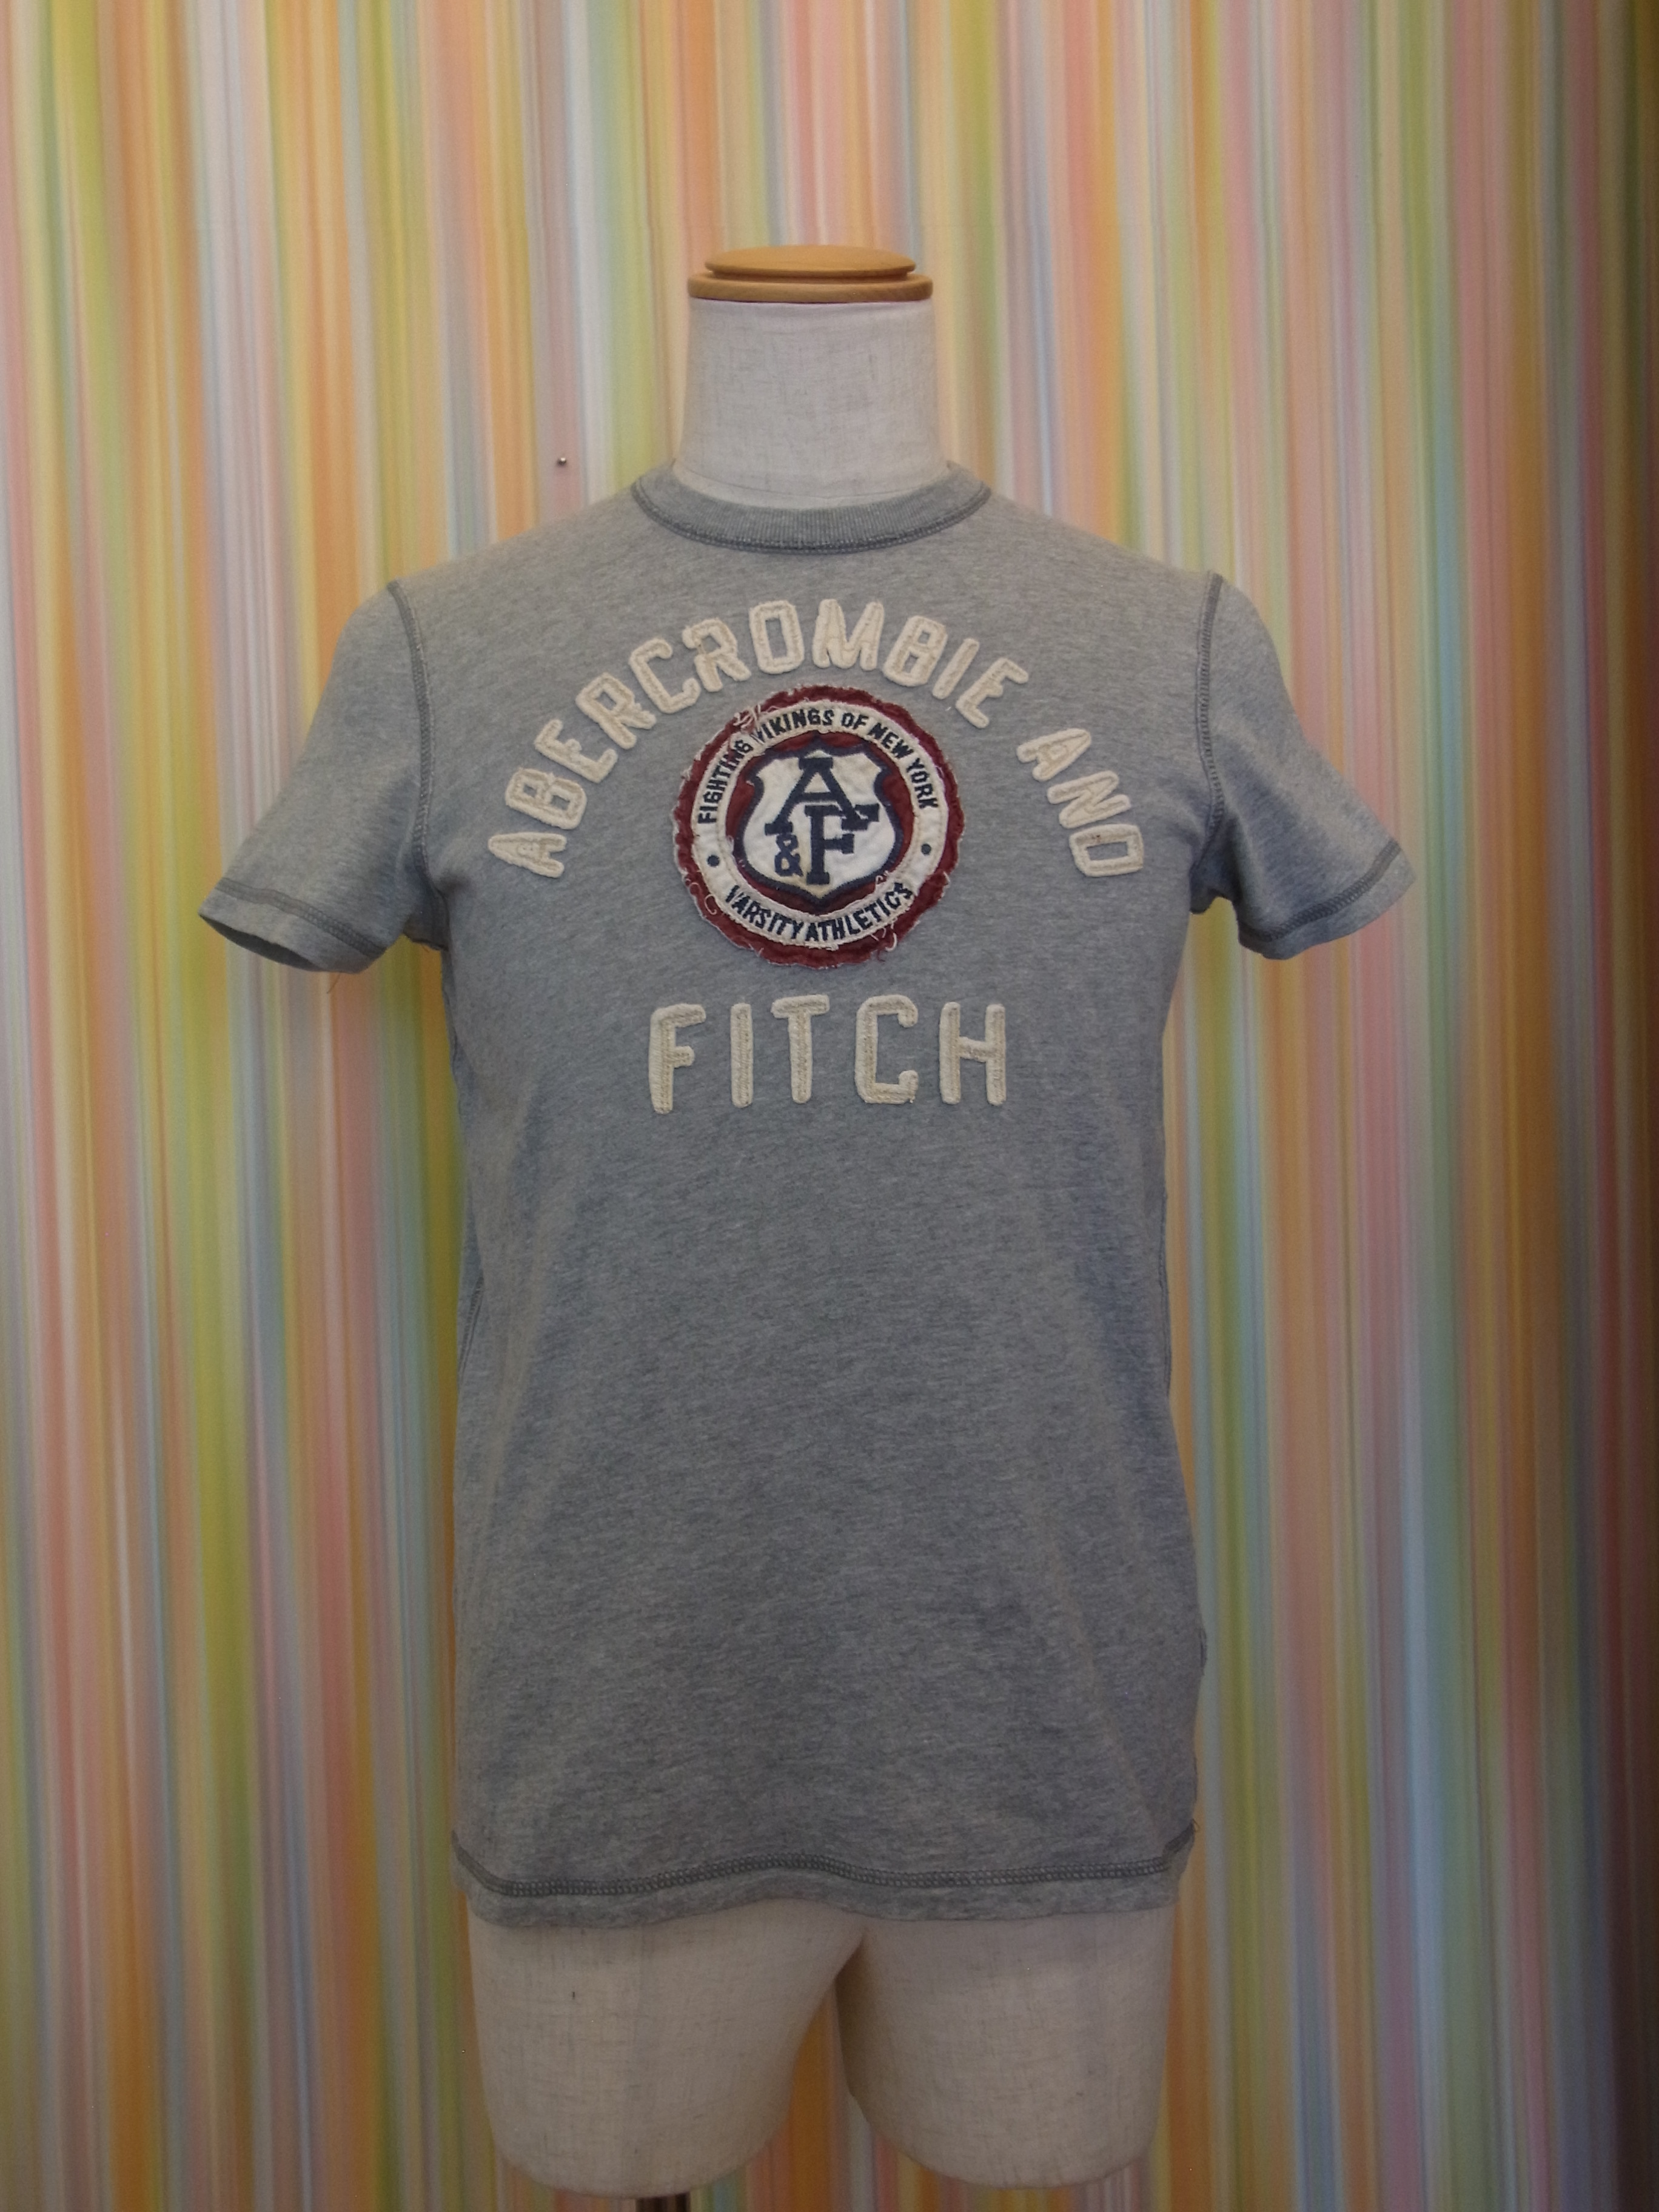 ABERCROMBIE AND
FIGHTING VIKINGS OF NEW YORK
A
&F
VARSITY ATHLETICS
FITCH